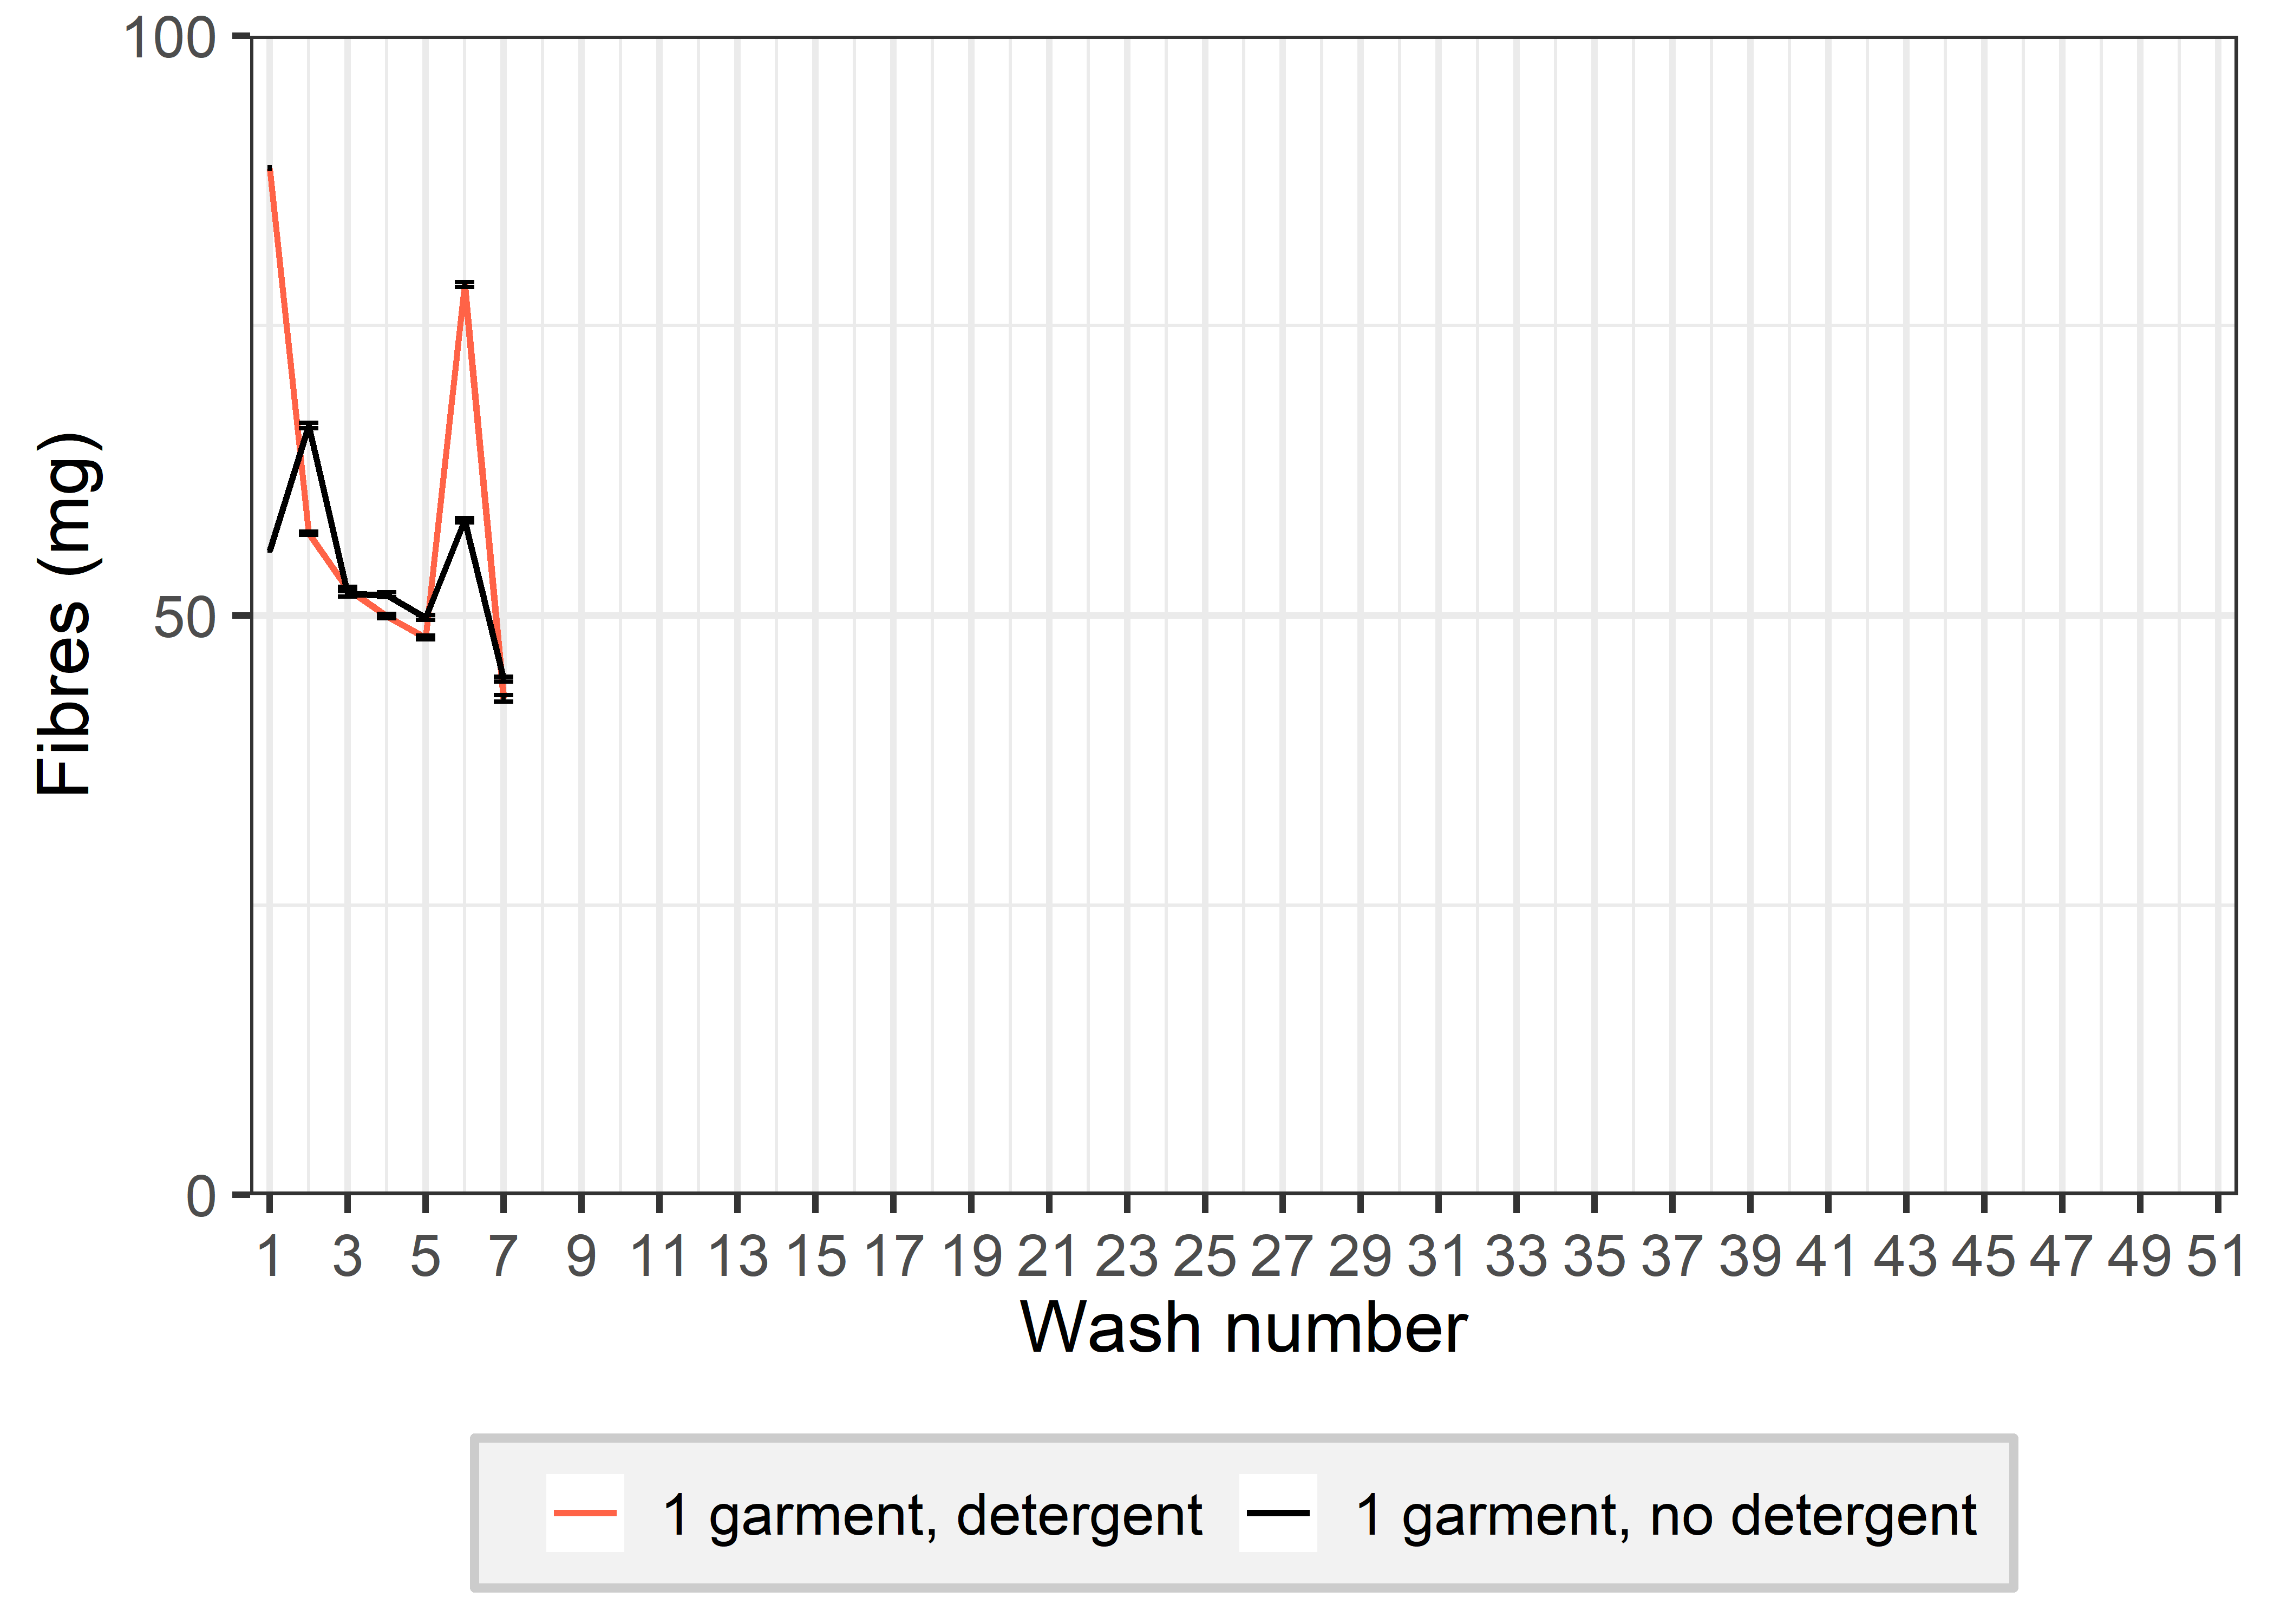 100
50
0
Fibres (mg)
1 3 5 7 9 11 13 15 17 19 21 23 25 27 29 31 33 35 37 39 41 43 45 47 49 51
Wash number
1 garment, detergent 1 garment, no detergent